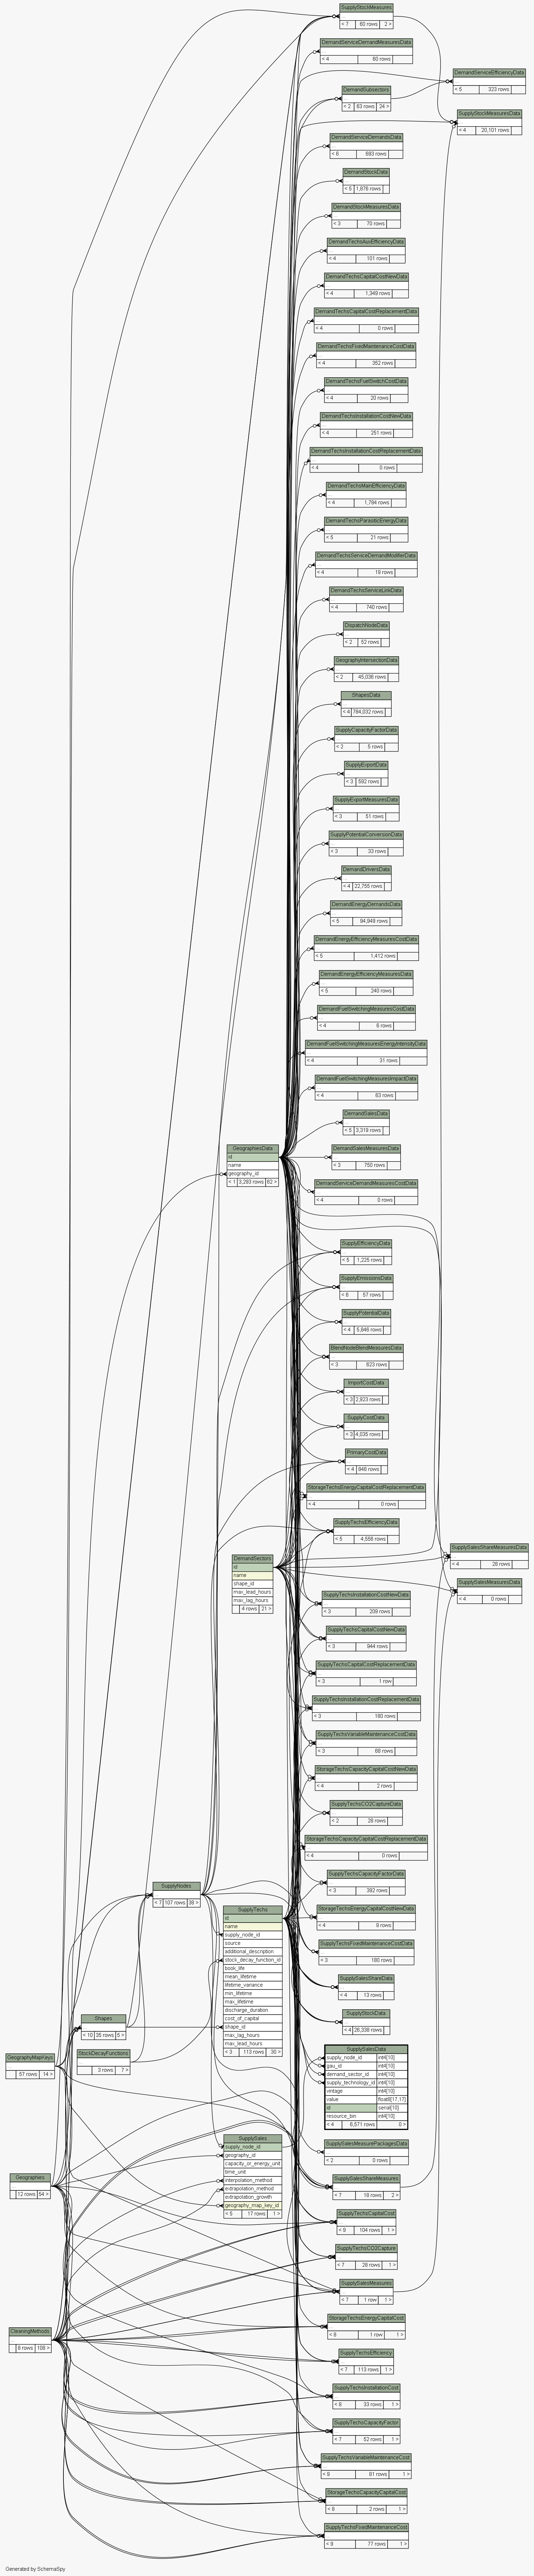 SupplyStockMeasures
...
< 7 60 rows 2 >
DemandServiceDemandMeasuresData
...
< 4 60 rows
DemandServiceEfficiencyData
...
< 5 323 rows
DemandSubsectors
...
< 2 63 rows 24 >
SupplyStockMeasuresData
...
< 4 20,101 rows
DemandServiceDemandsData
...
< 6 893 rows
DemandStockData
...
< 5 1,876 rows
DemandStockMeasuresData
...
< 3 70 rows
DemandTechsAuxEfficiencyData
...
< 4 101 rows
DemandTechsCapitalCostNewData
...
< 4 1,349 rows
DemandTechsCapitalCostReplacementData
...
< 4 0 rows
DemandTechsFixedMaintenanceCostData
...
< 4 352 rows
DemandTechsFuelSwitchCostData
...
< 4 20 rows
DemandTechsInstallationCostNewData
...
< 4 251 rows
DemandTechsInstallationCostReplacementData
...
< 4 0 rows
DemandTechsMainEfficiencyData
...
< 4 1,794 rows
DemandTechsParasiticEnergyData
...
< 5 21 rows
DemandTechsServiceDemandModifierData
...
< 4 18 rows
DemandTechsServiceLinkData
...
< 4 740 rows
DispatchNodeData
...
< 2 52 rows
GeographyIntersectionData
...
< 2 45,036 rows
ShapesData
...
< 4 784,032 rows
SupplyCapacityFactorData
...
< 2 5 rows
SupplyExportData
...
< 3 592 rows
SupplyExportMeasuresData
...
< 3 51 rows
SupplyPotentialConversionData
...
< 3 33 rows
DemandDriversData
...
< 4 22,755 rows
DemandEnergyDemandsData
...
< 5 94,949 rows
DemandEnergyEfficiencyMeasuresCostData
...
< 5 1,412 rows
DemandEnergyEfficiencyMeasuresData
...
< 5 240 rows
DemandFuelSwitchingMeasuresCostData
...
< 4 6 rows
DemandFuelSwitchingMeasuresEnergyIntensityData
...
< 4 31 rows
DemandFuelSwitchingMeasuresImpactData
...
< 4 63 rows
DemandSalesData
...
< 5 3,318 rows
GeographiesData
id
name
geography_id
< 1 3,283 rows 62 >
DemandSalesMeasuresData
...
< 3 750 rows
DemandServiceDemandMeasuresCostData
...
< 4 0 rows
SupplyEfficiencyData
...
< 5 1,225 rows
SupplyEmissionsData
...
< 6 57 rows
SupplyPotentialData
...
< 4 5,846 rows
BlendNodeBlendMeasuresData
...
< 3 823 rows
ImportCostData
...
< 3 2,923 rows
SupplyCostData
...
< 3 4,035 rows
PrimaryCostData
...
< 4 848 rows
StorageTechsEnergyCapitalCostReplacementData
...
< 4 0 rows
SupplyTechsEfficiencyData
...
< 5 4,556 rows
SupplySalesShareMeasuresData
...
< 4 28 rows
DemandSectors
id
name
shape_id
max_lead_hours
max_lag_hours
4 rows 21 >
SupplySalesMeasuresData
...
< 4 0 rows
SupplyTechsInstallationCostNewData
...
< 3 209 rows
SupplyTechsCapitalCostNewData
...
< 3 944 rows
SupplyTechsCapitalCostReplacementData
...
< 3 1 row
SupplyTechsInstallationCostReplacementData
...
< 3 180 rows
SupplyTechsVariableMaintenanceCostData
...
< 3 68 rows
StorageTechsCapacityCapitalCostNewData
...
< 4 2 rows
SupplyTechsCO2CaptureData
...
< 2 28 rows
StorageTechsCapacityCapitalCostReplacementData
...
< 4 0 rows
SupplyTechsCapacityFactorData
...
< 3 392 rows
SupplyNodes
...
< 7 107 rows 38 >
StorageTechsEnergyCapitalCostNewData
...
< 4 9 rows
SupplyTechs
id
name
supply_node_id
source
additional_description
stock_decay_function_id
book_life
mean_lifetime
lifetime_variance
min_lifetime
max_lifetime
discharge_duration
cost_of_capital
shape_id
max_lag_hours
max_lead_hours
< 3 113 rows 30 >
SupplyTechsFixedMaintenanceCostData
...
< 3 180 rows
SupplySalesShareData
...
< 4 13 rows
SupplyStockData
...
< 4 26,338 rows
Shapes
...
< 10 35 rows 5 >
StockDecayFunctions
...
3 rows 7 >
GeographyMapKeys
...
57 rows 14 >
SupplySalesData
supply_node_id int4[10]
gau_id int4[10]
demand_sector_id int4[10]
supply_technology_id int4[10]
vintage int4[10]
value float8[17,17]
id serial[10]
resource_bin int4[10]
< 4 6,571 rows 0 >
SupplySales
supply_node_id
geography_id
capacity_or_energy_unit
time_unit
interpolation_method
extrapolation_method
extrapolation_growth
geography_map_key_id
< 5 17 rows 1 >
SupplySalesMeasurePackagesData
...
< 2 0 rows
Geographies
...
12 rows 54 >
SupplySalesShareMeasures
...
< 7 18 rows 2 >
SupplyTechsCapitalCost
...
< 9 104 rows 1 >
SupplyTechsCO2Capture
...
< 7 28 rows 1 >
SupplySalesMeasures
...
< 7 1 row 1 >
StorageTechsEnergyCapitalCost
...
< 8 1 row 1 >
CleaningMethods
...
8 rows 108 >
SupplyTechsEfficiency
...
< 7 113 rows 1 >
SupplyTechsInstallationCost
...
< 8 33 rows 1 >
SupplyTechsCapacityFactor
...
< 7 52 rows 1 >
SupplyTechsVariableMaintenanceCost
...
< 9 81 rows 1 >
StorageTechsCapacityCapitalCost
...
< 8 2 rows 1 >
SupplyTechsFixedMaintenanceCost
...
< 9 77 rows 1 >
Generated by SchemaSpy